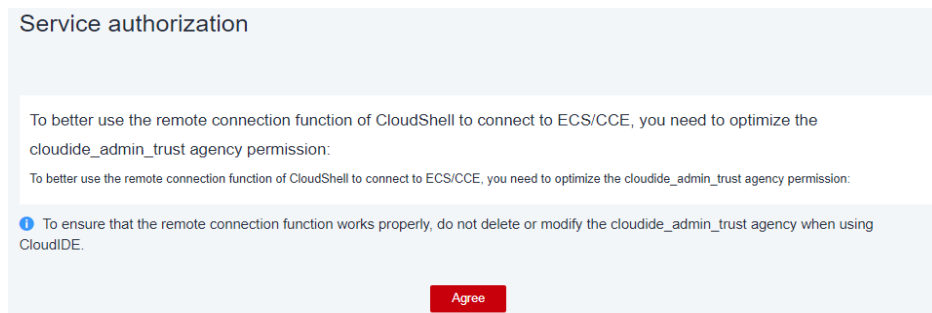 Service authorization
To better use the remote connection function of CloudShell to connect to ECS/CCE, you need to optimize the
cloudide_admin_trust agency permission:
To better use the remote connection function of CloudShell to connect to ECS/CCE, you need to optimize the cloudide_admin_trust agency permission:
To ensure that the remote connection function works properly, do not delete or modify the cloudide_admin_trust agency when using
CloudIDE.
Agree